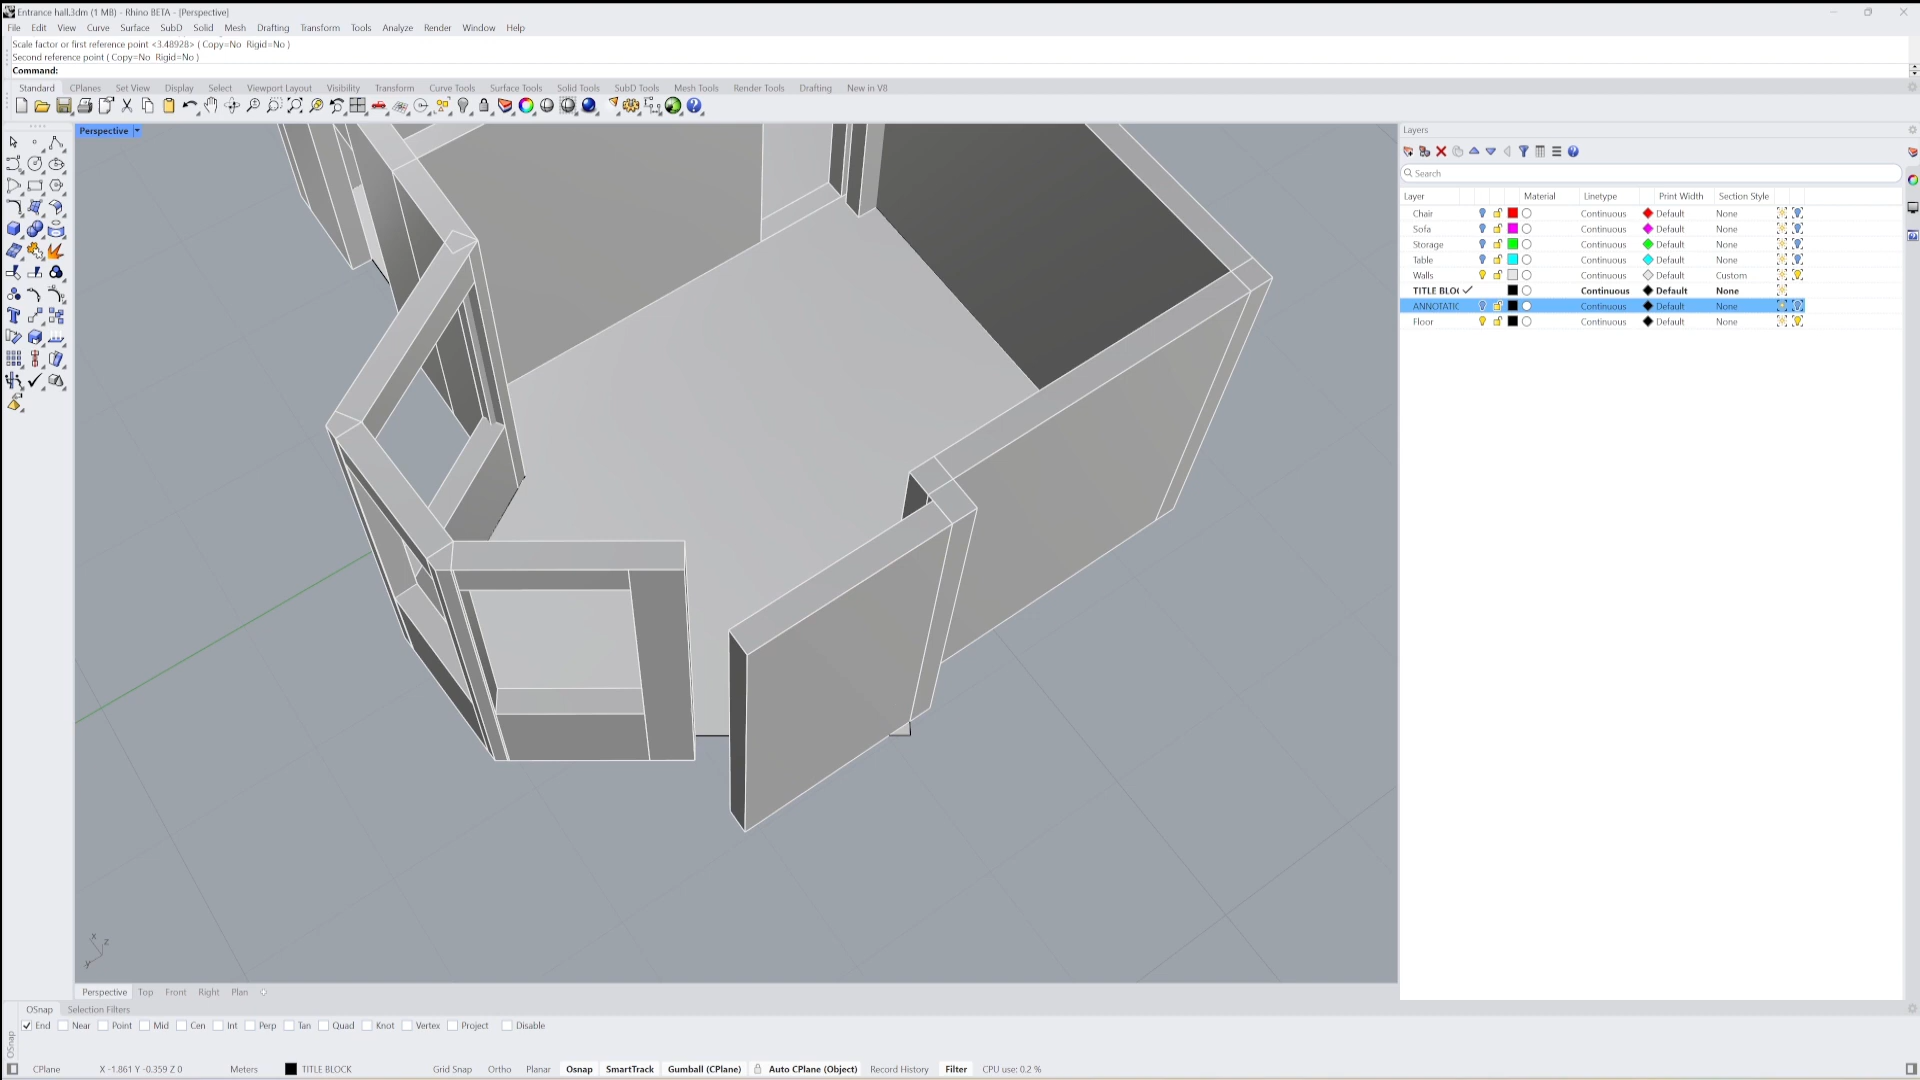 Entrance hall.3dm (1 MB) - Rhino BETA - [Perspective]
File Edit View Curve Surface SubD Solid Mesh Drafting Transform Tools Analyze Render Window Help
Scale factor or first reference point <3.48928> ( Copy=No Rigid=No )
Second reference point ( Copy=No Rigid=No )
Command:
Standard CPlanes Set View Display Select Viewport Layout Visibility Transform Curve Tools Surface Tools Solid Tools SubD Tools Mesh Tools Render Tools Drafting New in V8
Perspective
Layers
Search
Layer Material Linetype Print Width Section Style
Chair Continuous Default None
Sofa Continuous Default None
Storage Continuous Default None
Table Continuous Default None
Walls Continuous Default Custom
TITLE BLO Continuous Default None
ANNOTATIC Continuous Default None
Floor Continuous Default None
x z
y
Perspective Top Front Right Plan
OSnap Selection Filters
End Near Point Mid Cen Int Perp Tan Quad Knot Vertex Project Disable
OSnap
CPlane X -1.861 Y -0.359 Z 0 Meters TITLE BLOCK Grid Snap Ortho Planar Osnap SmartTrack Gumball (CPlane) Auto CPlane (Object) Record History Filter CPU use: 0.2 %